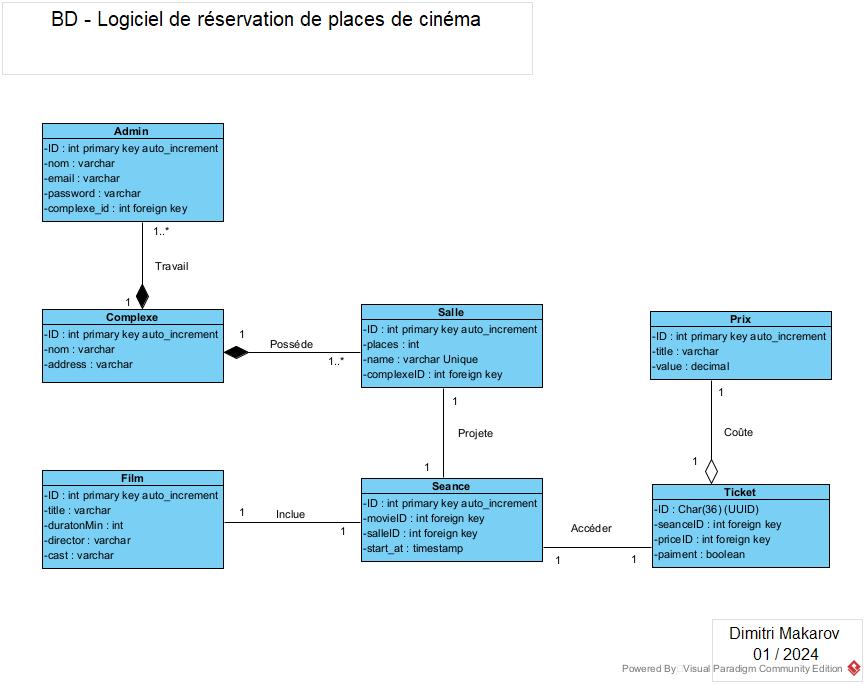 BD - Logiciel de réservation de places de cinéma
Admin
-ID : int primary key auto_increment
-nom : varchar
-email : varchar
-password : varchar
-complexe_id : int foreign key
1..*
Travail
1
Complexe
-ID : int primary key auto_increment
-nom : varchar
-address : varchar
1
Posséde
1..*
Salle
-ID : int primary key auto_increment
-places : int
-name : varchar Unique
-complexeID : int foreign key
Prix
-ID : int primary key auto_increment
-title : varchar
-value : decimal
1
Projete
1
1
Coûte
1
Film
-ID : int primary key auto_increment
-title : varchar
-duratonMin : int
-director : varchar
-cast : varchar
1
Inclue
1
Seance
-ID : int primary key auto_increment
-movieID : int foreign key
-salleID : int foreign key
-start_at : timestamp
Accéder
1
1
Ticket
-ID : Char(36) (UUID)
-seanceID : int foreign key
-priceID : int foreign key
-paiment : boolean
Dimitri Makarov
01 / 2024
Powered By Visual Paradigm Community Edition